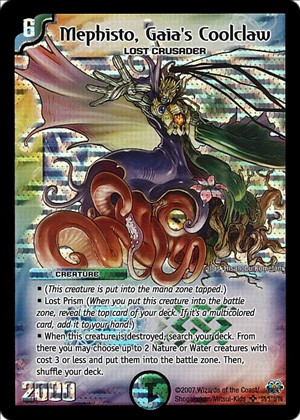 6
Mephisto, Gaia's Coolclaw
LOST CRUSADER
CREATURE
■ (This creature is put into the mana zone tapped.)
■ Lost Prism (When you put this creature into the battle
zone, reveal the top card of your deck. If it's a multicolored
card, add it to your hand!)
■ When this creature is destroyed, search your deck. From
there you may choose up to 2 Nature or Water creatures with
cost 3 or less and put them into the battle zone. Then,
shuffle your deck.
2000
1
©2007 Wizards of the Coast/
Shogakukan/Mitsui-Kids